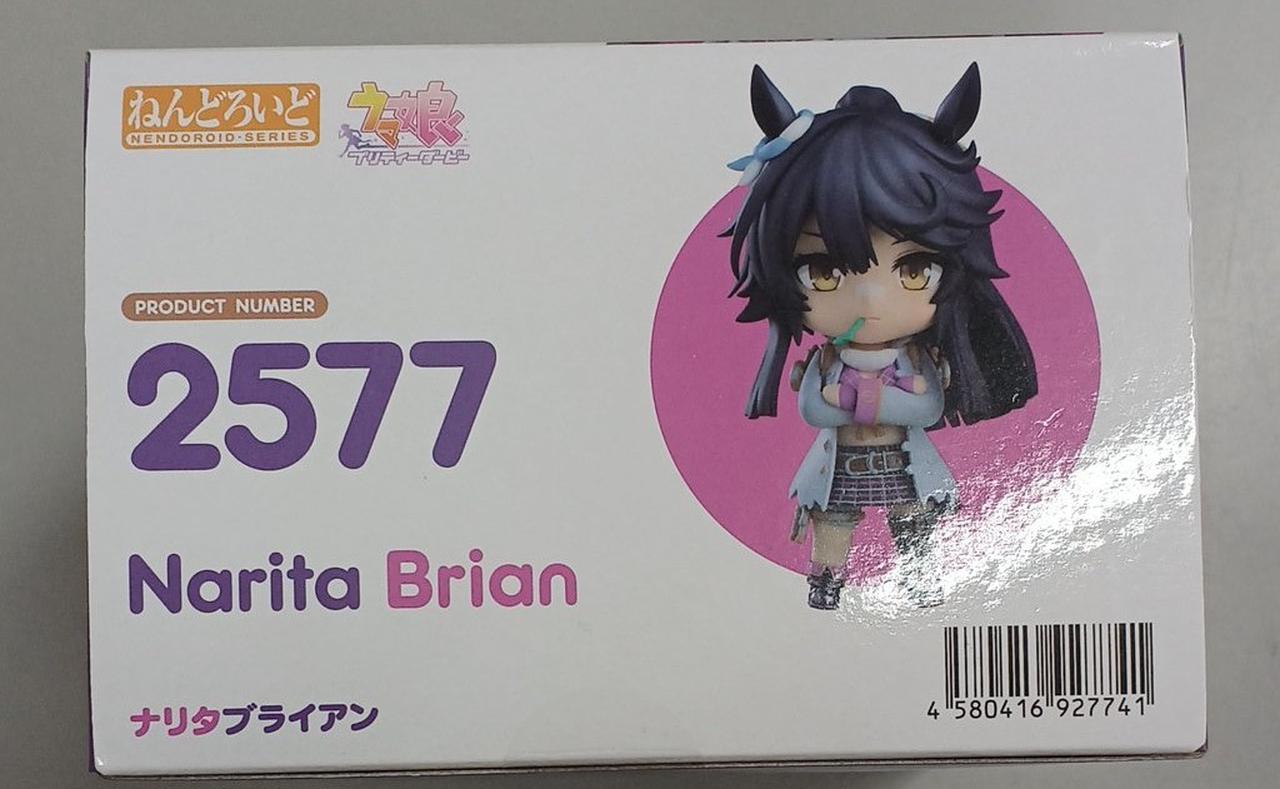 ねんどろいど
NENDOROID·SERIES
ウマ娘
プリティーダービー
PRODUCT NUMBER
2577
Narita Brian
ナリタブライアン
4 580416 927741